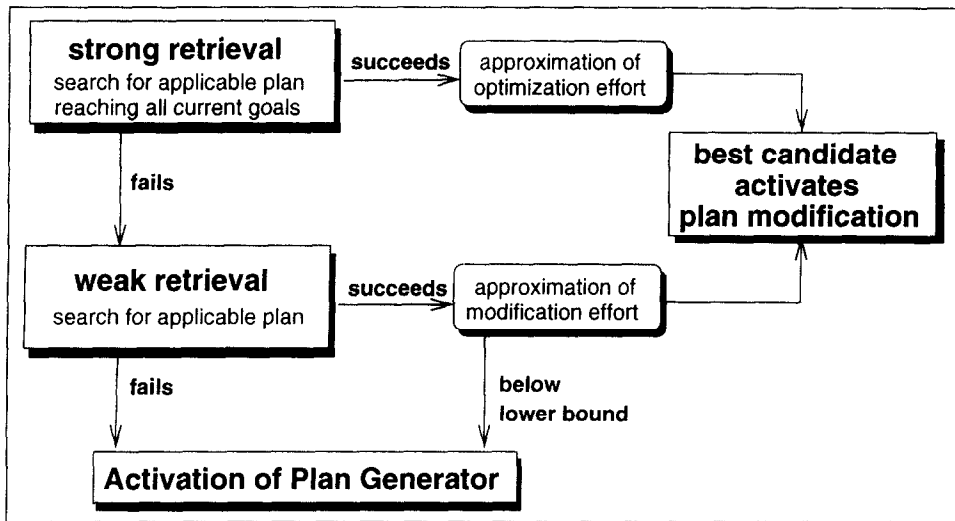 strong retrieval
search for applicable plan
reaching all current goals
succeeds
approximation of
optimization effort
best candidate
activates
plan modification
fails
weak retrieval
search for applicable plan
succeeds
approximation of
modification effort
fails
below
lower bound
Activation of Plan Generator